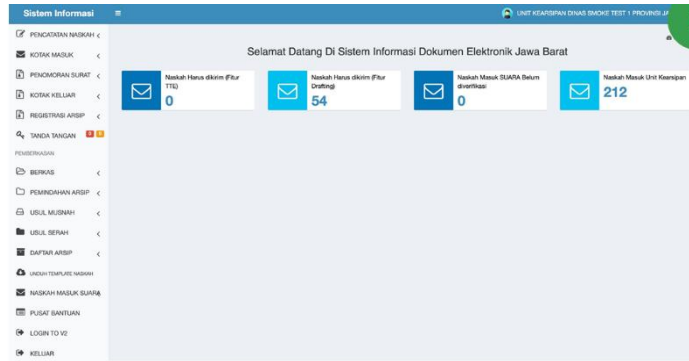 Sistem Informasi
UNIT KEARSIPAN DINAS SMOKE TEST 1 PROVINSI JA
PENCATATAN NASKAH
KOTAK MASUK
PENOMORAN SURAT
KOTAK KELUAR
REGISTRASI ARSIP
TANDA TANGAN
PEMBERKASAN
BERKAS
PEMINDAHAN ARSIP
USUL MUSNAH
USUL SERAH
DAFTAR ARSIP
UNDUH TEMPLATE NASKAH
NASKAH MASUK SUARA
PUSAT BANTUAN
LOGIN TO V2
KELUAR
Selamat Datang Di Sistem Informasi Dokumen Elektronik Jawa Barat
Naskah Harus dikirim (Fitur
TTE)
0
Naskah Harus dikirim (Fitur
Drafting)
54
Naskah Masuk SUARA Belum
diverifikasi
0
Naskah Masuk Unit Kearsipan
212